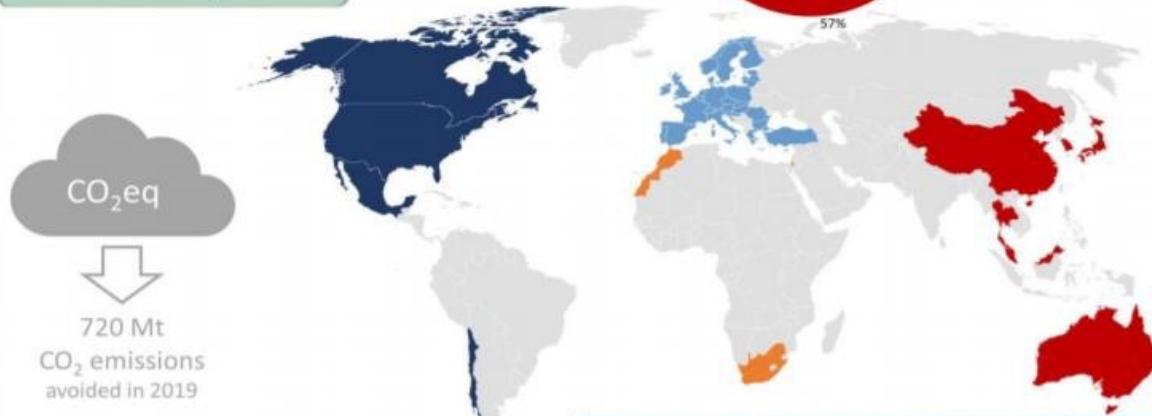 57%
CO₂eq
720 Mt
CO₂ emissions
avoided in 2019